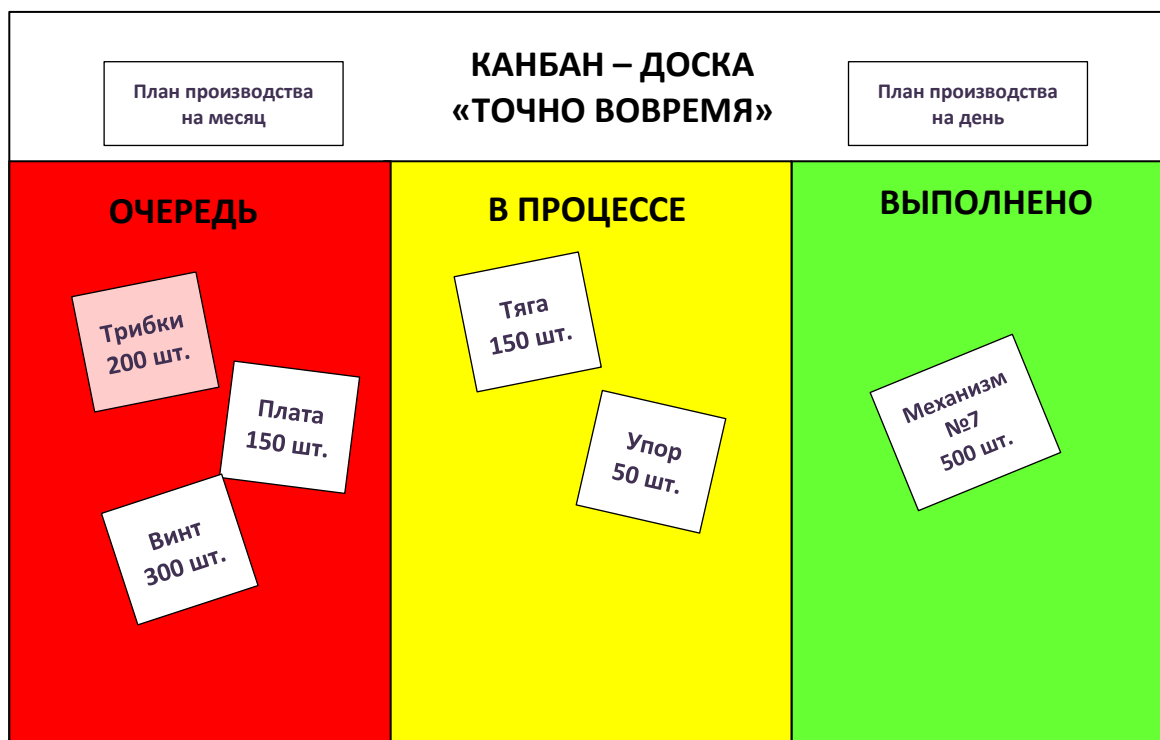 КАНБАН – ДОСКА
«ТОЧНО ВОВРЕМЯ»
План производства
на месяц
План производства
на день
ОЧЕРЕДЬ
Трибки
200 шт.
Плата
150 шт.
Винт
300 шт.
В ПРОЦЕССЕ
Тяга
150 шт.
Упор
50 шт.
ВЫПОЛНЕНО
Механизм
№7
500 шт.